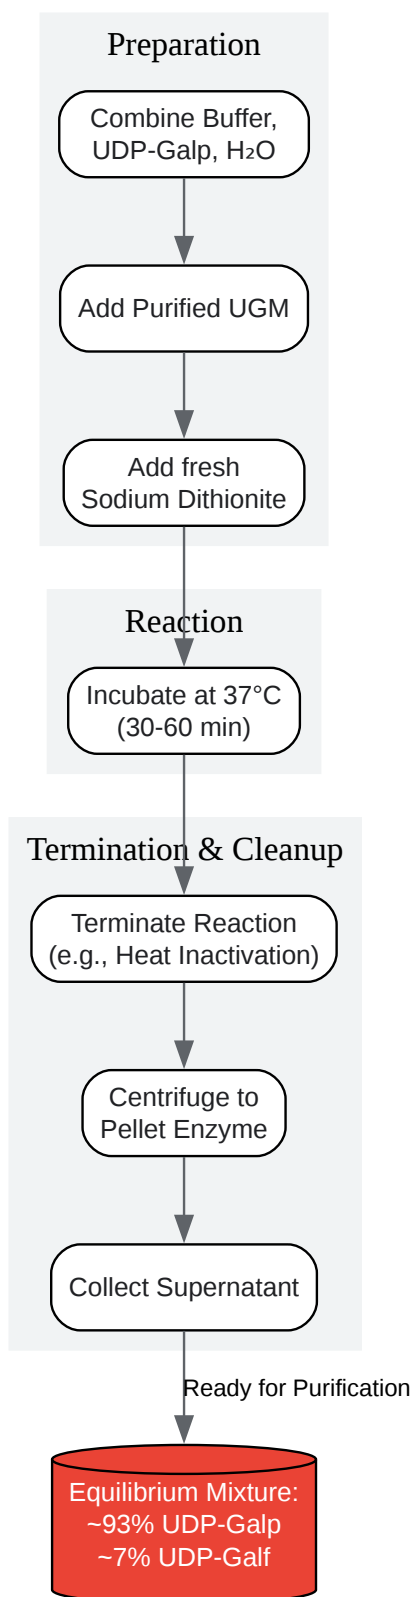 Preparation
Combine Buffer,
UDP-Galp, H₂O
Add Purified UGM
Add fresh
Sodium Dithionite
Reaction
Incubate at 37°C
(30-60 min)
Termination & Cleanup
Terminate Reaction
(e.g., Heat Inactivation)
Centrifuge to
Pellet Enzyme
Collect Supernatant
Ready for Purification
Equilibrium Mixture:
~93% UDP-Galp
~7% UDP-Galf